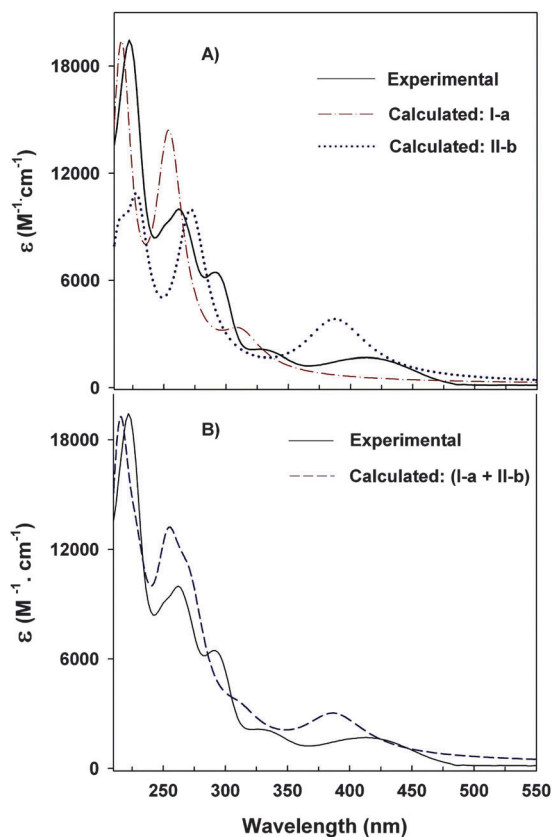 A)
Experimental
Calculated: I-a
Calculated: II-b
18000
12000
6000
0
ε (M⁻¹·cm⁻¹)
B)
Experimental
Calculated: (I-a + II-b)
18000
12000
6000
0
ε (M⁻¹. cm⁻¹)
250 300 350 400 450 500 550
Wavelength (nm)